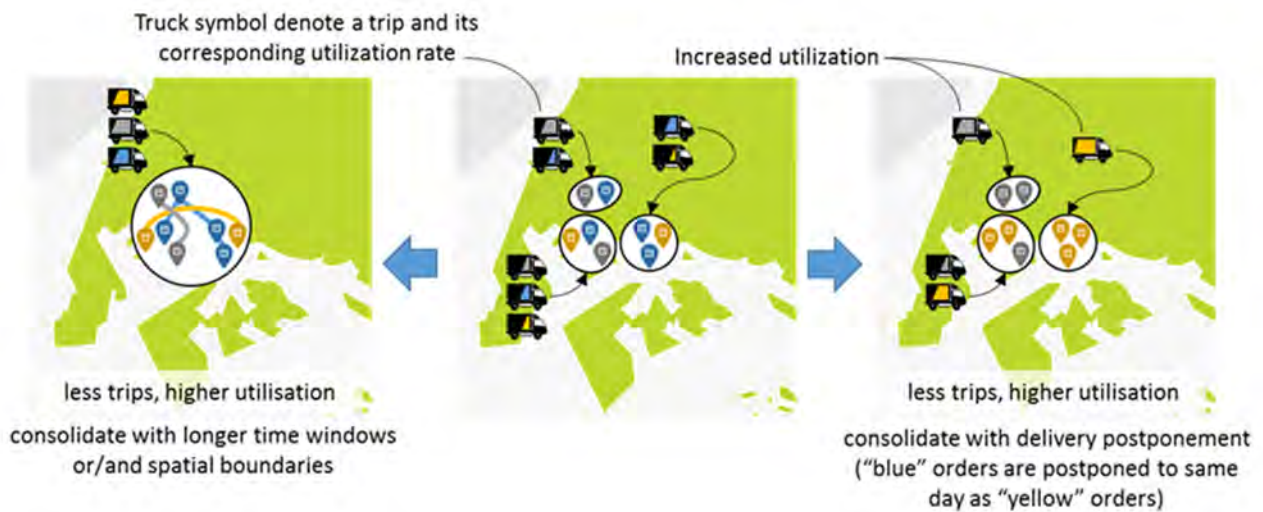 Truck symbol denote a trip and its
corresponding utilization rate
Increased utilization
less trips, higher utilisation
consolidate with longer time windows
or/and spatial boundaries
less trips, higher utilisation
consolidate with delivery postponement
(“blue” orders are postponed to same
day as “yellow” orders)